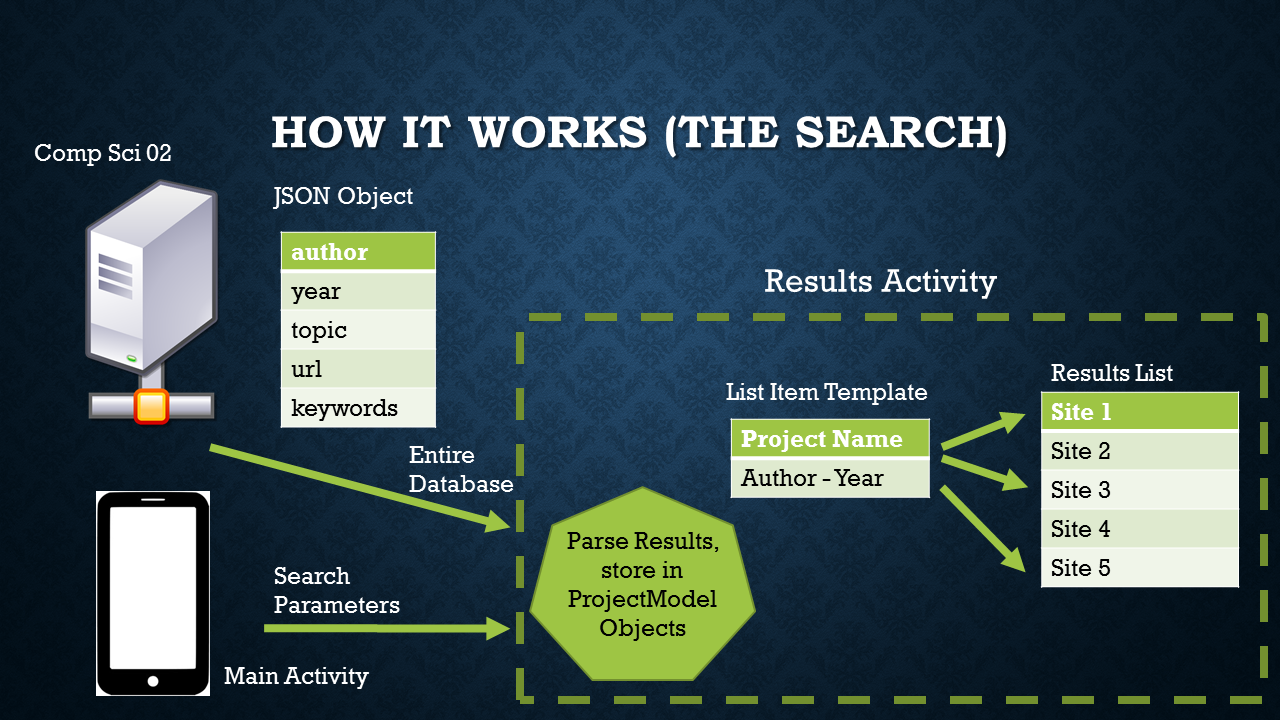 HOW IT WORKS (THE SEARCH)
Comp Sci 02
JSON Object
author
year
topic
url
keywords
Entire
Database
Search
Parameters
Main Activity
Results Activity
Parse Results,
store in
ProjectModel
Objects
List Item Template
Project Name
Author - Year
Results List
Site 1
Site 2
Site 3
Site 4
Site 5